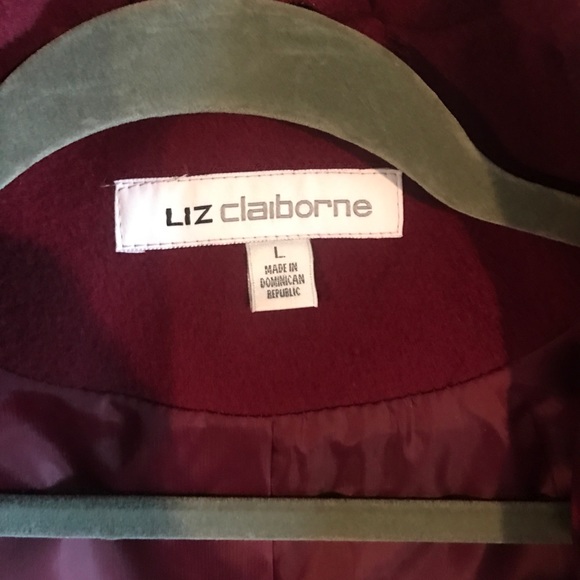 LIZ claiborne
L
MADE IN
DOMINICAN
REPUBLIC